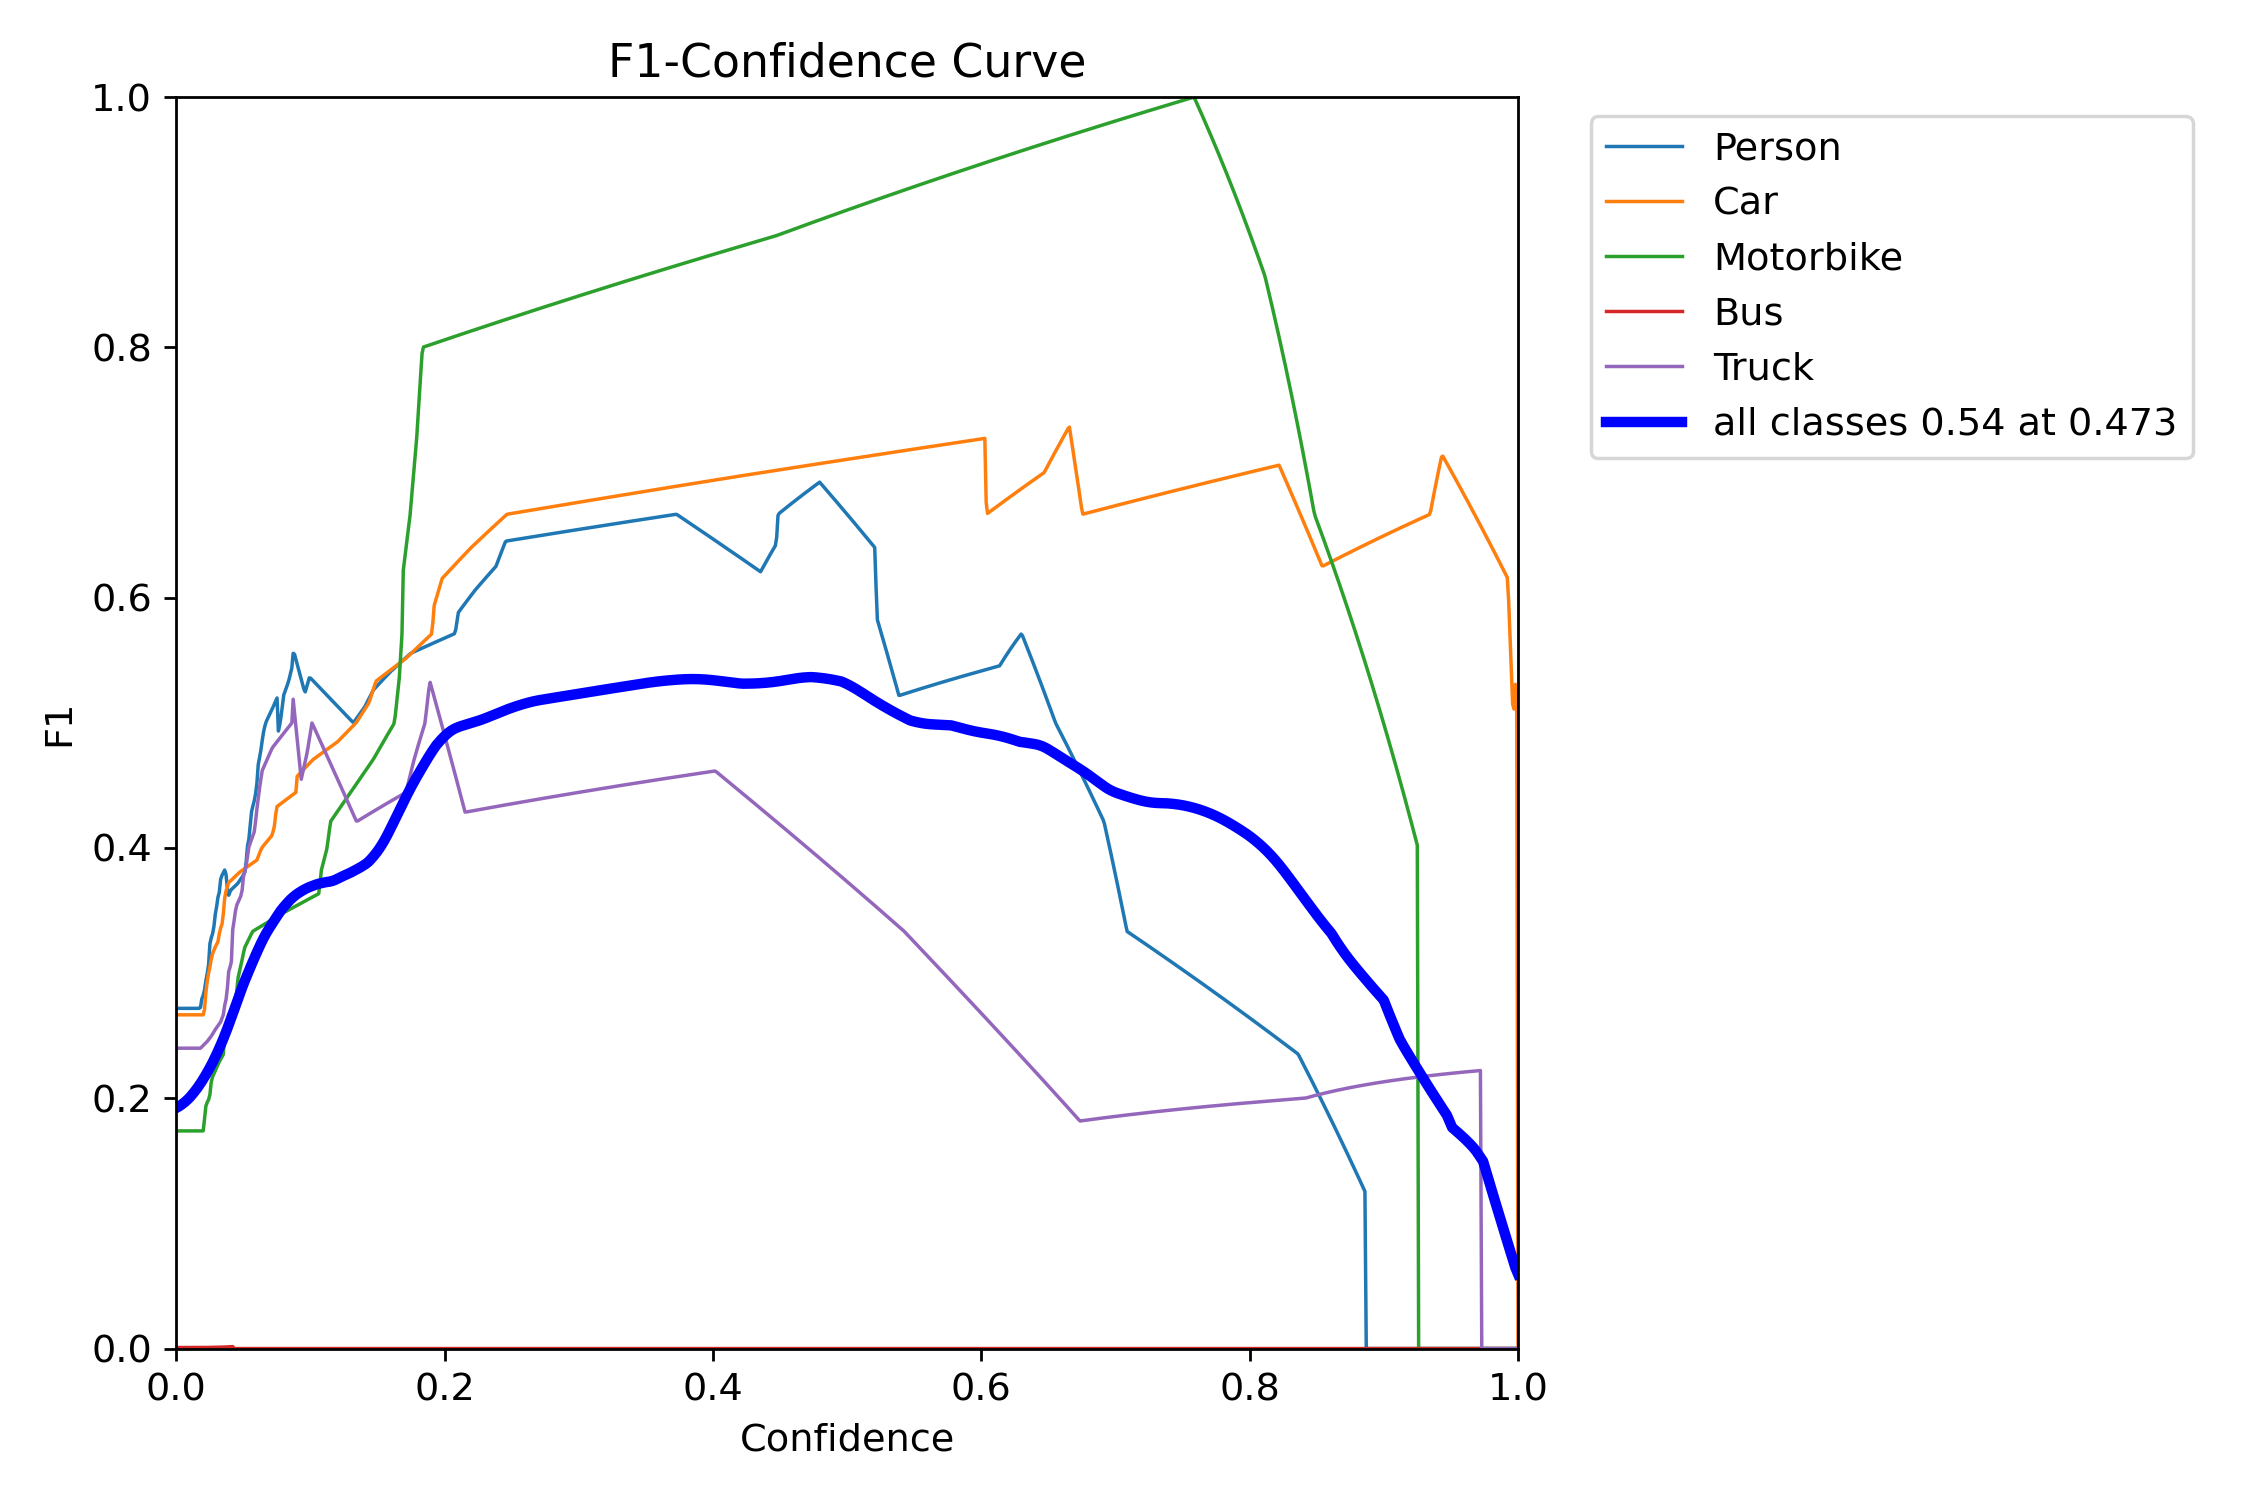 F1-Confidence Curve
1.0
0.8
0.6
0.4
0.2
0.0
F1
0.0 0.2 0.4 0.6 0.8 1.0
Confidence
Person
Car
Motorbike
Bus
Truck
all classes 0.54 at 0.473